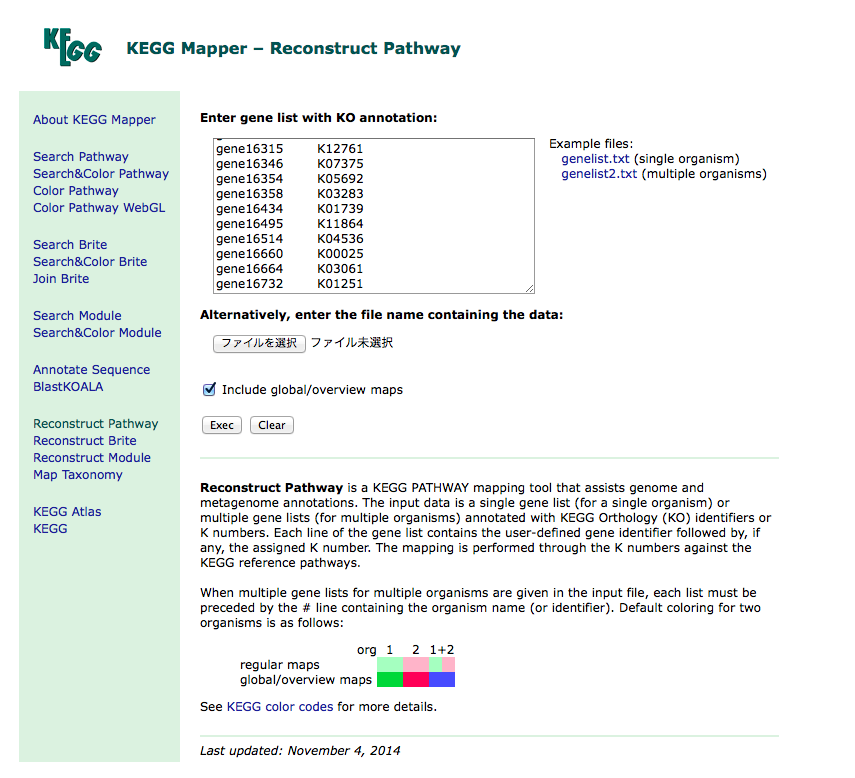 KEGG
KEGG Mapper – Reconstruct Pathway
About KEGG Mapper
Search Pathway
Search&Color Pathway
Color Pathway
Color Pathway WebGL
Search Brite
Search&Color Brite
Join Brite
Search Module
Search&Color Module
Annotate Sequence
BlastKOALA
Reconstruct Pathway
Reconstruct Brite
Reconstruct Module
Map Taxonomy
KEGG Atlas
KEGG
Enter gene list with KO annotation:
gene16315 K12761
gene16346 K07375
gene16354 K05692
gene16358 K03283
gene16434 K01739
gene16495 K11864
gene16514 K04536
gene16660 K00025
gene16664 K03061
gene16732 K01251
Example files:
genelist.txt (single organism)
genelist2.txt (multiple organisms)
Alternatively, enter the file name containing the data:
ファイルを選択 ファイル未選択
Include global/overview maps
Exec Clear
Reconstruct Pathway is a KEGG PATHWAY mapping tool that assists genome and
metagenome annotations. The input data is a single gene list (for a single organism) or
multiple gene lists (for multiple organisms) annotated with KEGG Orthology (KO) identifiers or
K numbers. Each line of the gene list contains the user-defined gene identifier followed by, if
any, the assigned K number. The mapping is performed through the K numbers against the
KEGG reference pathways.
When multiple gene lists for multiple organisms are given in the input file, each list must be
preceded by the # line containing the organism name (or identifier). Default coloring for two
organisms is as follows:
org 1 2 1+2
regular maps
global/overview maps
See KEGG color codes for more details.
Last updated: November 4, 2014